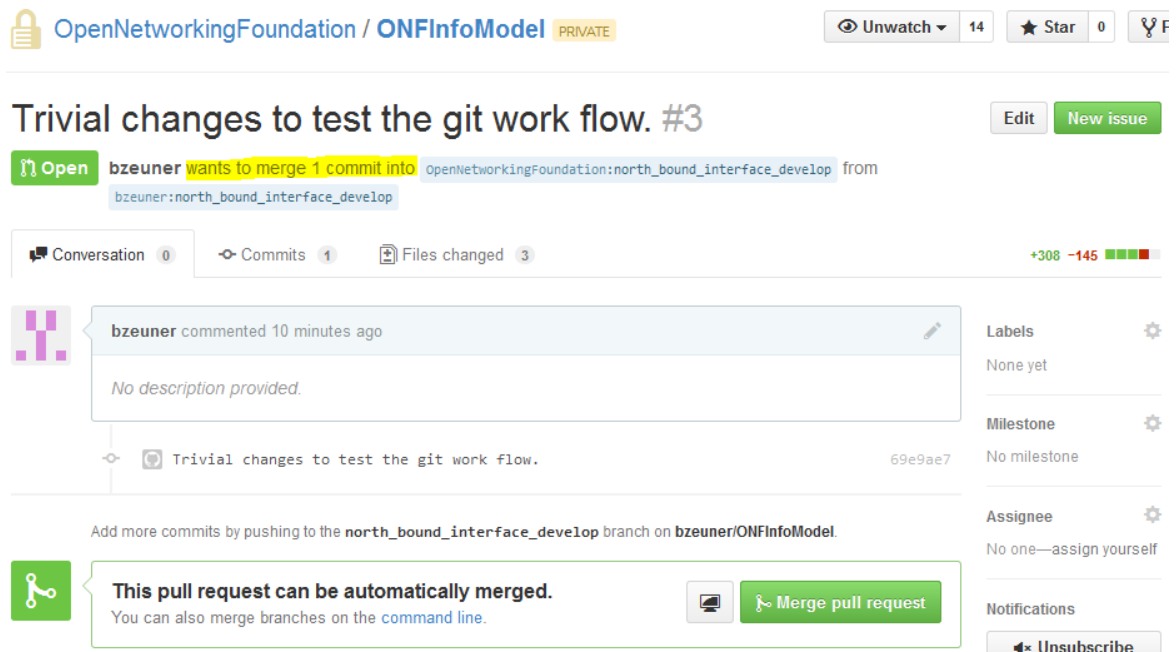 OpenNetworkingFoundation / ONFInfoModel PRIVATE Unwatch 14 Star 0
Trivial changes to test the git work flow. #3 Edit New issue
Open bzeuner wants to merge 1 commit into OpenNetworkingFoundation:north_bound_interface_develop from
bzeuner:north_bound_interface_develop
Conversation 0 Commits 1 Files changed 3 +308 −145
bzeuner commented 10 minutes ago
No description provided.
Trivial changes to test the git work flow. 69e9ae7
Add more commits by pushing to the north_bound_interface_develop branch on bzeuner/ONFInfoModel.
This pull request can be automatically merged.
You can also merge branches on the command line.
Merge pull request
Labels
None yet
Milestone
No milestone
Assignee
No one—assign yourself
Notifications
Unsubscribe